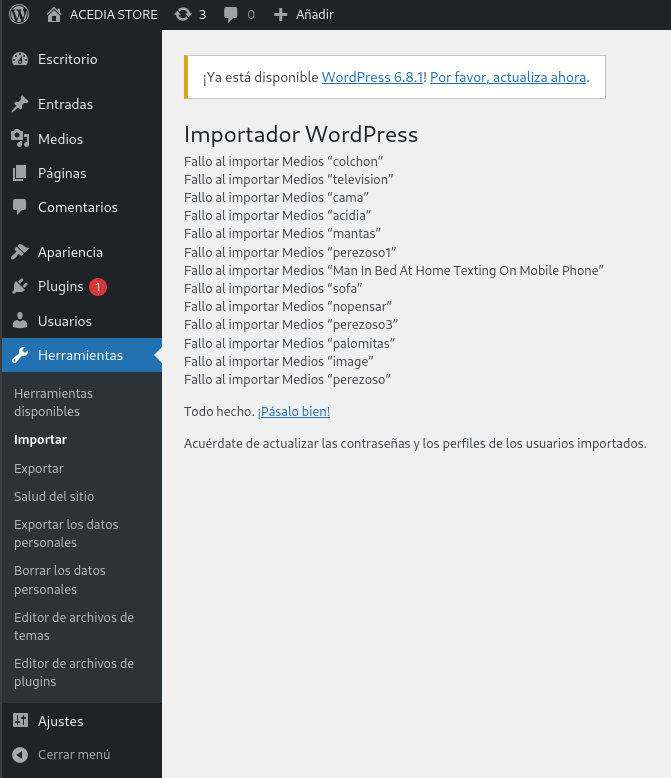 ACEDIA STORE 3 0 Añadir
Escritorio
Entradas
Medios
Páginas
Comentarios
Apariencia
Plugins 1
Usuarios
Herramientas
Herramientas
disponibles
Importar
Exportar
Salud del sitio
Exportar los datos
personales
Borrar los datos
personales
Editor de archivos de
temas
Editor de archivos de
plugins
Ajustes
Cerrar menú
¡Ya está disponible WordPress 6.8.1! Por favor, actualiza ahora.
Importador WordPress
Fallo al importar Medios “colchon”
Fallo al importar Medios “television”
Fallo al importar Medios “cama”
Fallo al importar Medios “acidia”
Fallo al importar Medios “mantas”
Fallo al importar Medios “perezoso1”
Fallo al importar Medios “Man In Bed At Home Texting On Mobile Phone”
Fallo al importar Medios “sofa”
Fallo al importar Medios “nopensar”
Fallo al importar Medios “perezoso3”
Fallo al importar Medios “palomitas”
Fallo al importar Medios “image”
Fallo al importar Medios “perezoso”
Todo hecho. ¡Pásalo bien!
Acuérdate de actualizar las contraseñas y los perfiles de los usuarios importados.